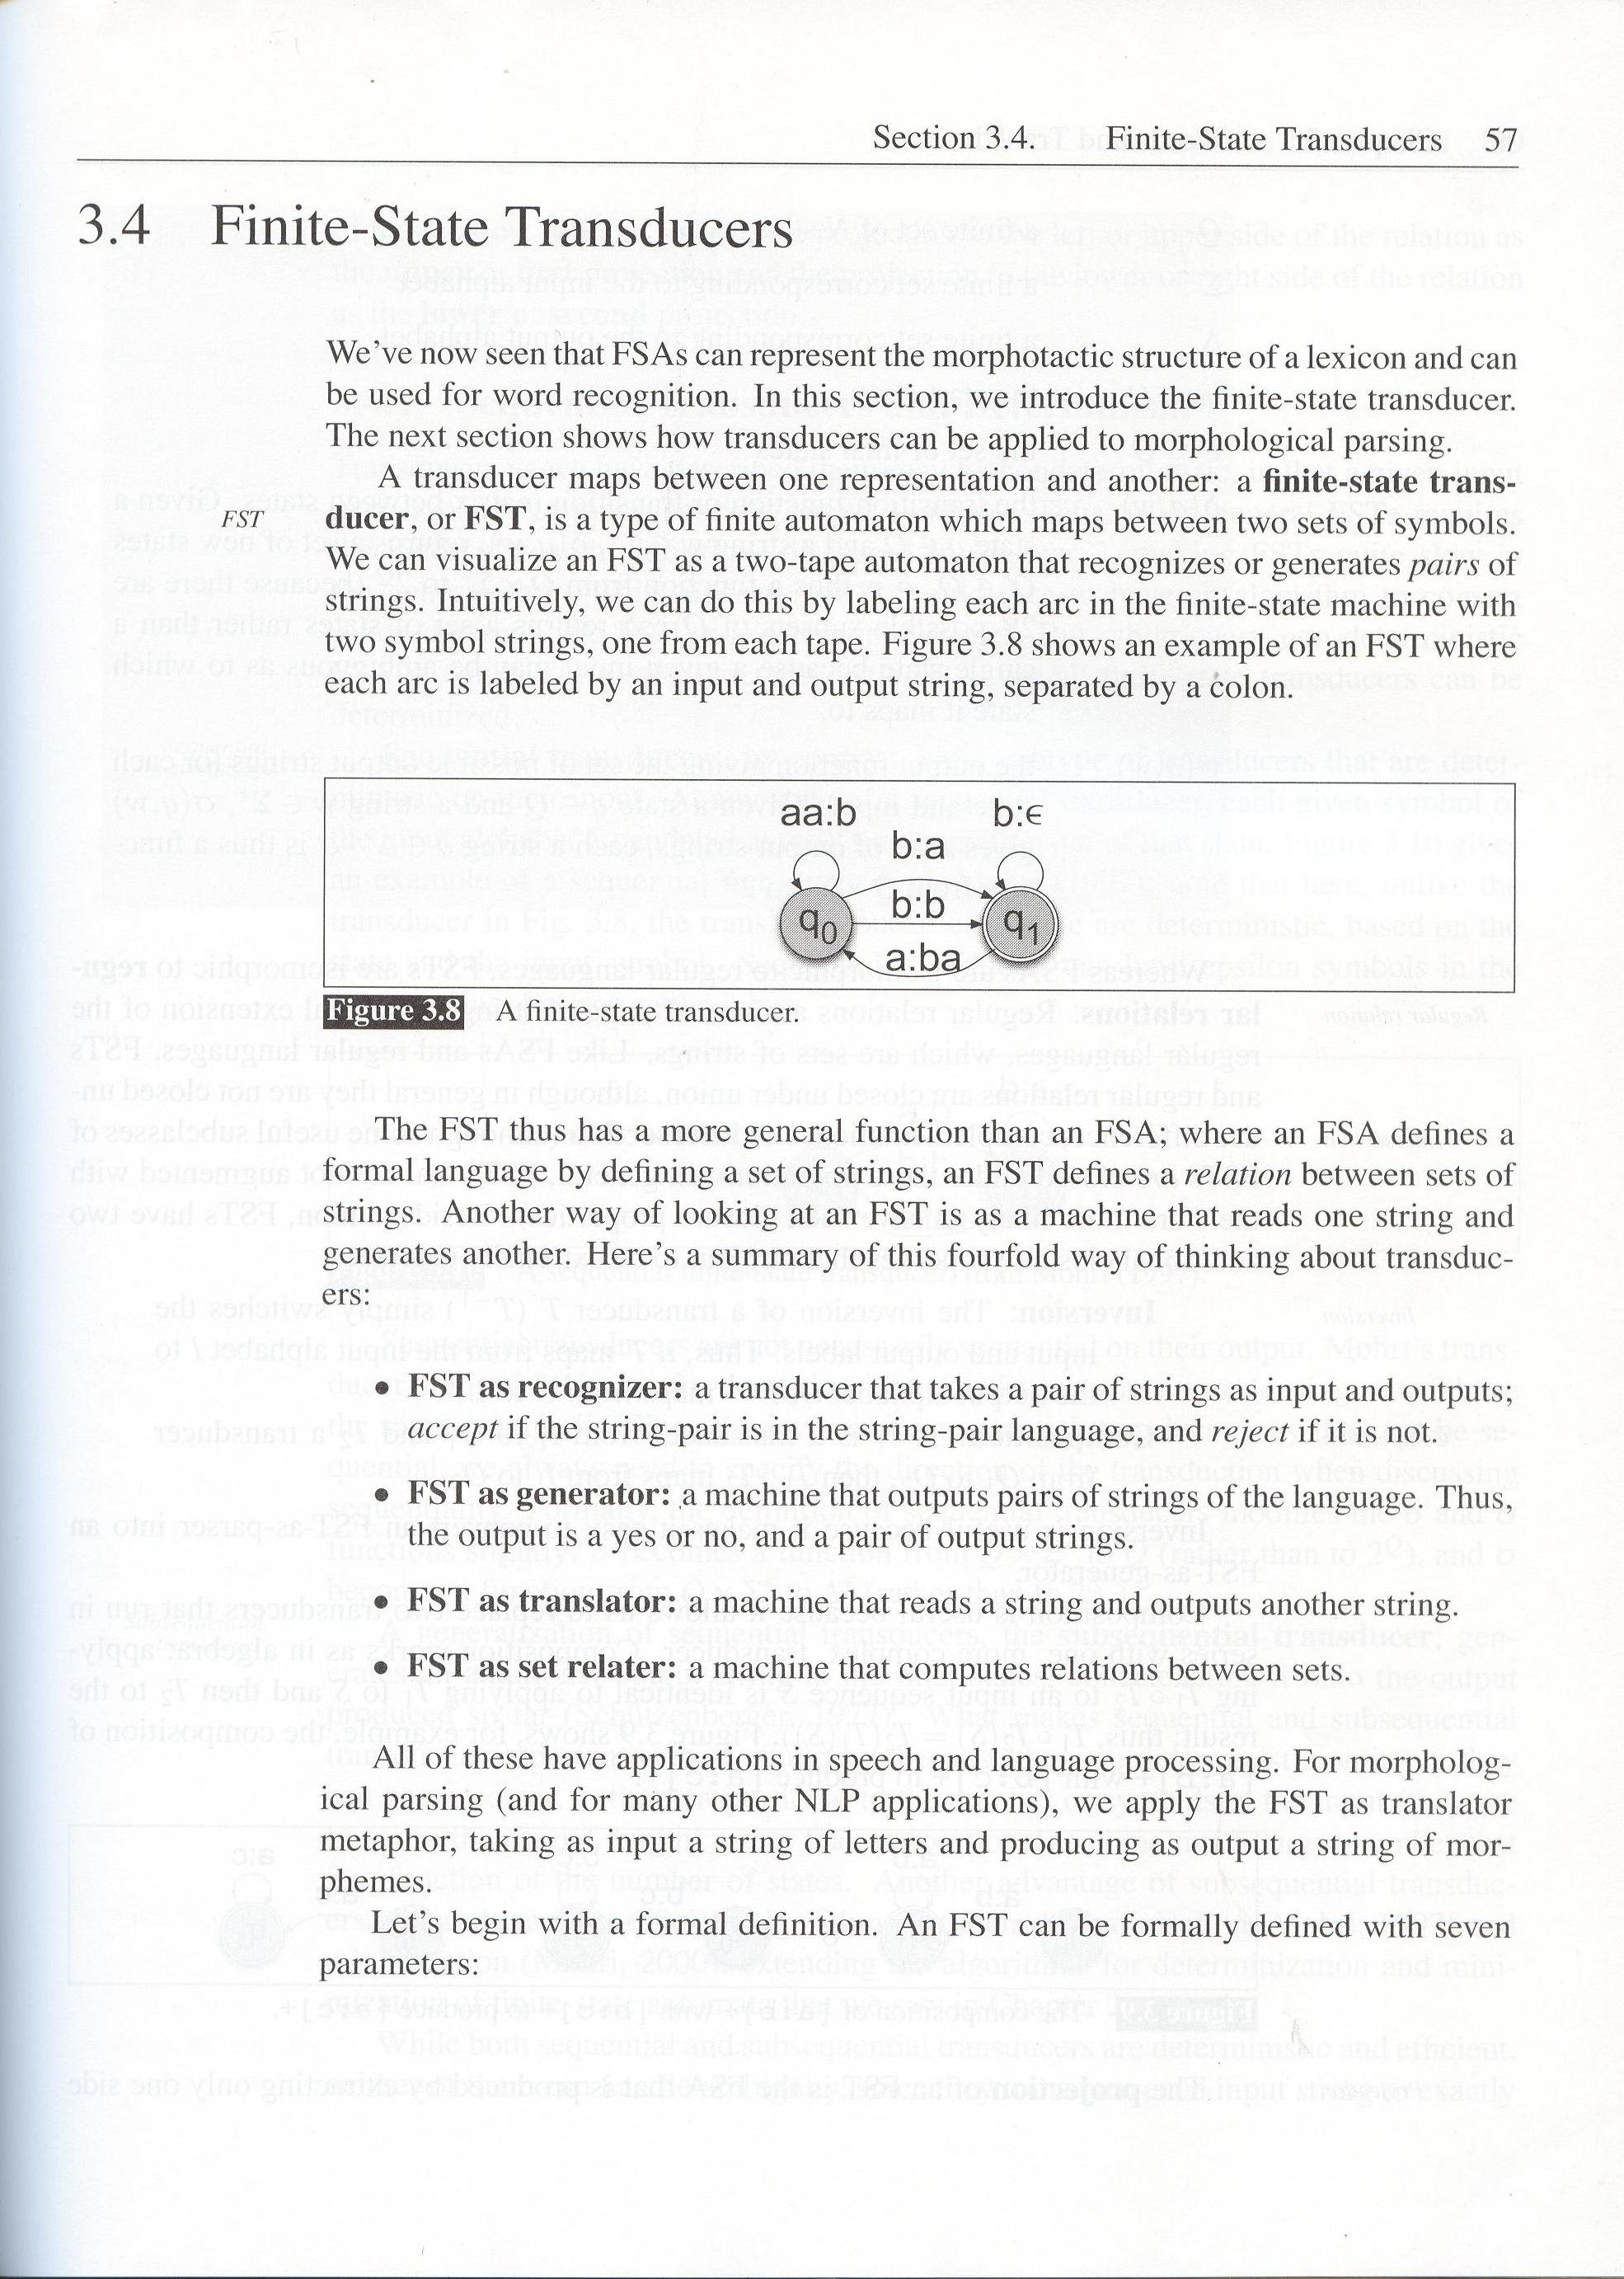 Section 3.4. Finite-State Transducers 57
3.4 Finite-State Transducers
We've now seen that FSAs can represent the morphotactic structure of a lexicon and can
be used for word recognition. In this section, we introduce the finite-state transducer.
The next section shows how transducers can be applied to morphological parsing.
A transducer maps between one representation and another: a finite-state trans-
FST
ducer, or FST, is a type of finite automaton which maps between two sets of symbols.
We can visualize an FST as a two-tape automaton that recognizes or generates pairs of
strings. Intuitively, we can do this by labeling each arc in the finite-state machine with
two symbol strings, one from each tape. Figure 3.8 shows an example of an FST where
each arc is labeled by an input and output string, separated by a colon.
aa:b b:ϵ
b:a
b:b
q0 q1
a:ba
Figure 3.8 A finite-state transducer.
The FST thus has a more general function than an FSA; where an FSA defines a
formal language by defining a set of strings, an FST defines a relation between sets of
strings. Another way of looking at an FST is as a machine that reads one string and
generates another. Here's a summary of this fourfold way of thinking about transduc-
ers:
• FST as recognizer: a transducer that takes a pair of strings as input and outputs;
accept if the string-pair is in the string-pair language, and reject if it is not.
• FST as generator: a machine that outputs pairs of strings of the language. Thus,
the output is a yes or no, and a pair of output strings.
• FST as translator: a machine that reads a string and outputs another string.
• FST as set relater: a machine that computes relations between sets.
All of these have applications in speech and language processing. For morpholog-
ical parsing (and for many other NLP applications), we apply the FST as translator
metaphor, taking as input a string of letters and producing as output a string of mor-
phemes.
Let's begin with a formal definition. An FST can be formally defined with seven
parameters: